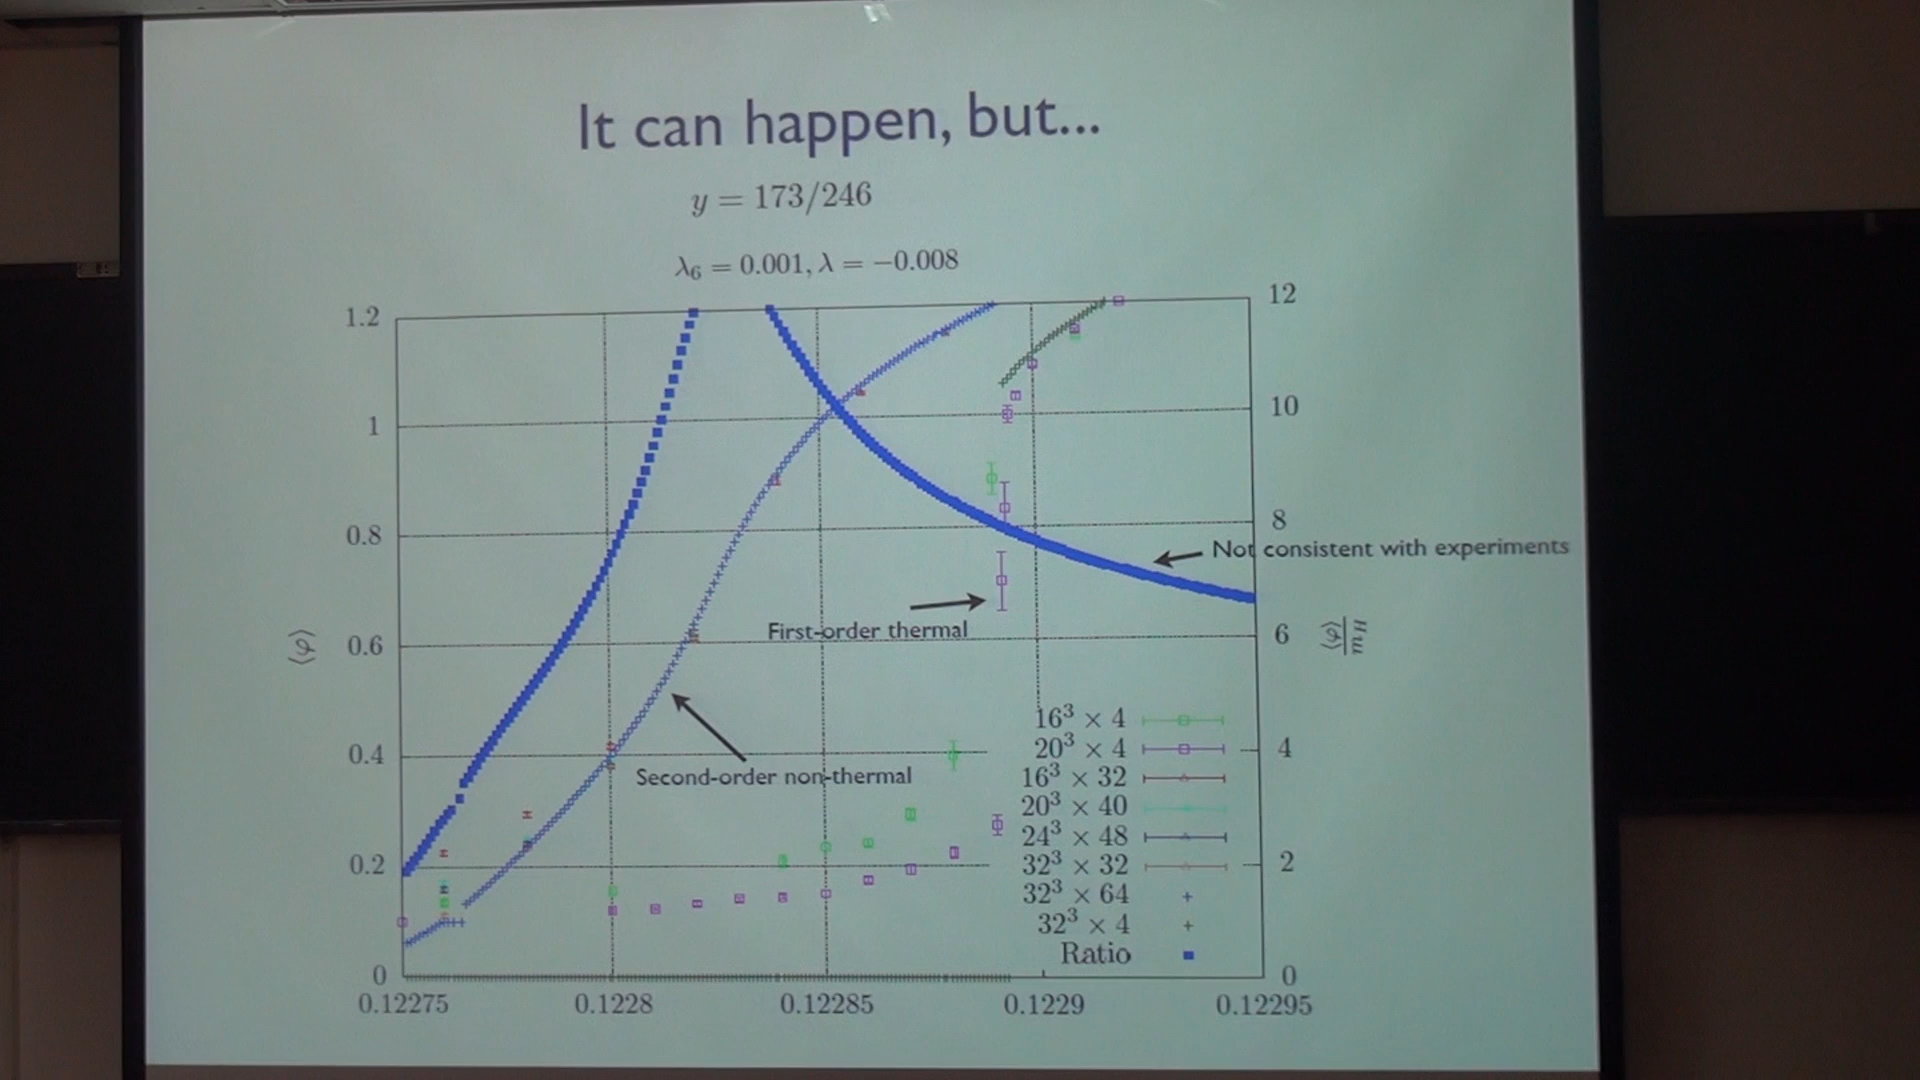 It can happen, but...
y = 173/246
λ₆ = 0.001, λ = −0.008
1.2
1
0.8
0.6
0.4
0.2
0
⟨φ⟩
12
10
8
6
4
2
0
m_H/⟨φ⟩
Not consistent with experiments
First-order thermal
Second-order non-thermal
16³ × 4
20³ × 4
16³ × 32
20³ × 40
24³ × 48
32³ × 32
32³ × 64
32³ × 4
Ratio
0.12275 0.1228 0.12285 0.1229 0.12295